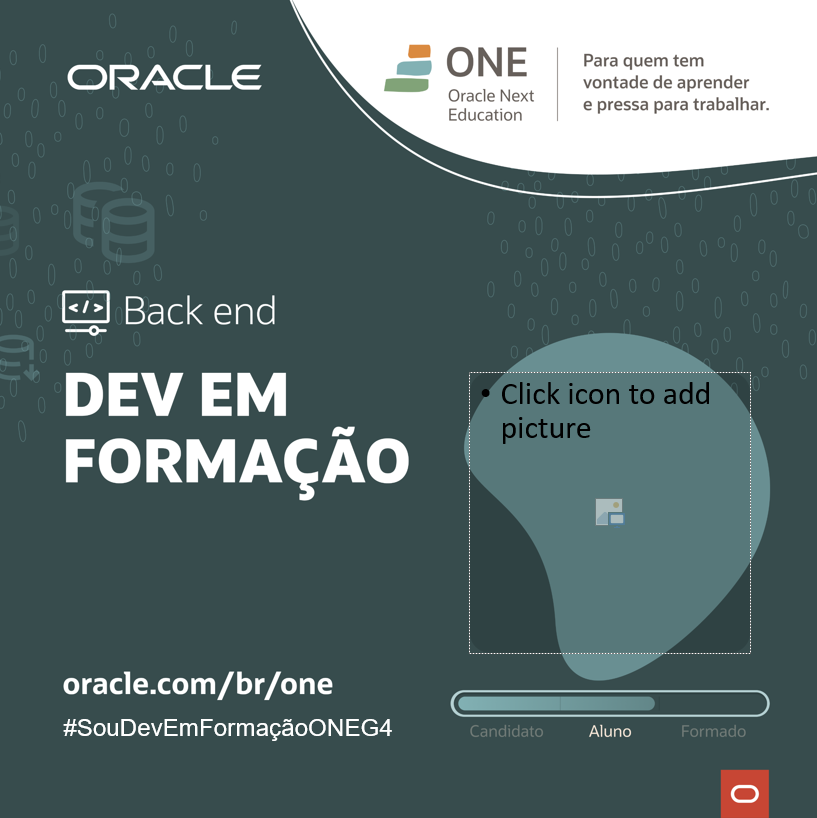 ORACLE
ONE
Oracle Next
Education
Para quem tem
vontade de aprender
e pressa para trabalhar.
</> Back end
DEV EM
FORMAÇÃO
• Click icon to add
picture
oracle.com/br/one
#SouDevEmFormaçãoONEG4
Candidato Aluno Formado